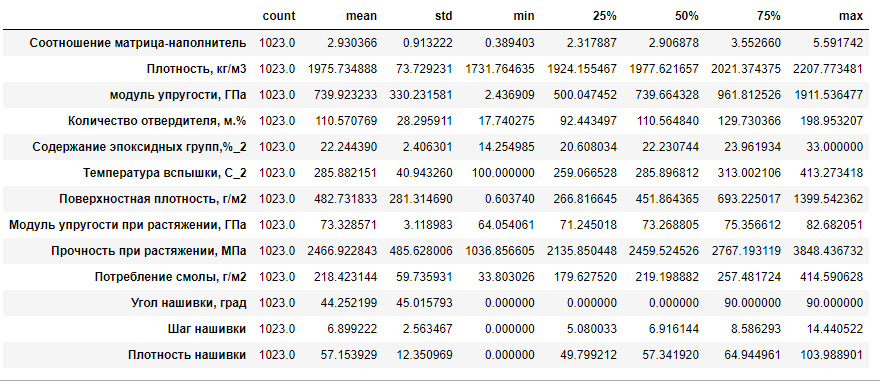 count mean std min 25% 50% 75% max
Соотношение матрица-наполнитель 1023.0 2.930366 0.913222 0.389403 2.317887 2.906878 3.552660 5.591742
Плотность, кг/м3 1023.0 1975.734888 73.729231 1731.764635 1924.155467 1977.621657 2021.374375 2207.773481
модуль упругости, ГПа 1023.0 739.923233 330.231581 2.436909 500.047452 739.664328 961.812526 1911.536477
Количество отвердителя, м.% 1023.0 110.570769 28.295911 17.740275 92.443497 110.564840 129.730366 198.953207
Содержание эпоксидных групп,%_2 1023.0 22.244390 2.406301 14.254985 20.608034 22.230744 23.961934 33.000000
Температура вспышки, С_2 1023.0 285.882151 40.943260 100.000000 259.066528 285.896812 313.002106 413.273418
Поверхностная плотность, г/м2 1023.0 482.731833 281.314690 0.603740 266.816645 451.864365 693.225017 1399.542362
Модуль упругости при растяжении, ГПа 1023.0 73.328571 3.118983 64.054061 71.245018 73.268805 75.356612 82.682051
Прочность при растяжении, МПа 1023.0 2466.922843 485.628006 1036.856605 2135.850448 2459.524526 2767.193119 3848.436732
Потребление смолы, г/м2 1023.0 218.423144 59.735931 33.803026 179.627520 219.198882 257.481724 414.590628
Угол нашивки, град 1023.0 44.252199 45.015793 0.000000 0.000000 0.000000 90.000000 90.000000
Шаг нашивки 1023.0 6.899222 2.563467 0.000000 5.080033 6.916144 8.586293 14.440522
Плотность нашивки 1023.0 57.153929 12.350969 0.000000 49.799212 57.341920 64.944961 103.988901